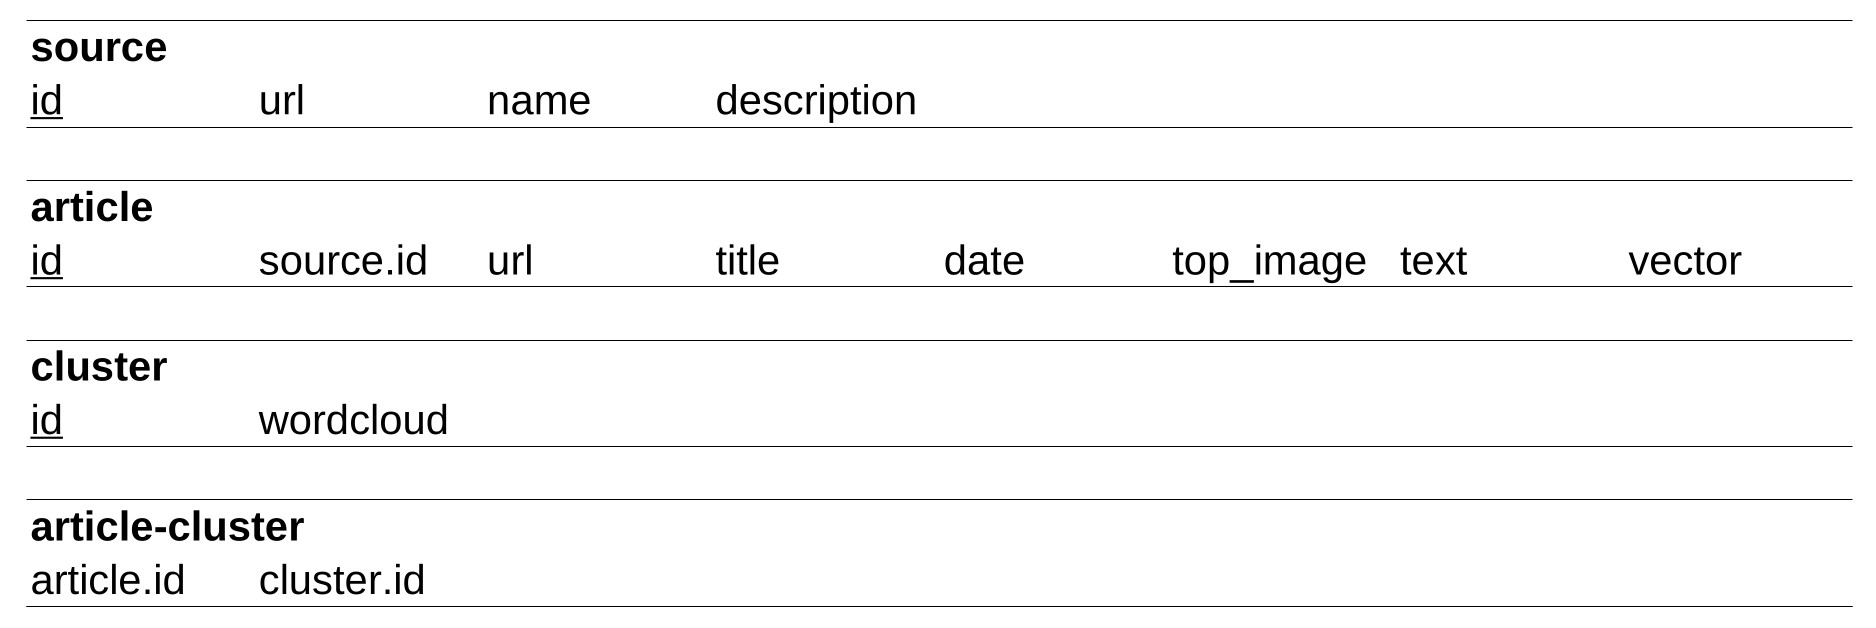 source
id url name description
article
id source.id url title date top_image text vector
cluster
id wordcloud
article-cluster
article.id cluster.id